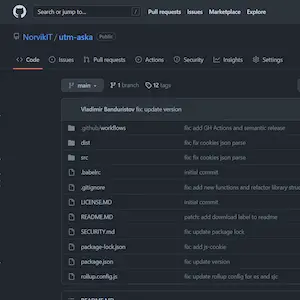 Search or jump to... /
Pull requests Issues Marketplace Explore
NorvikIT / utm-aska Public
Code Issues Pull requests Actions Security Insights Settings
main 1 branch 12 tags
Vladimir Banduristov fix: update version
.github/workflows fix: add GH Actions and semantic release
dist fix: fix cookies json parse
src fix: fix cookies json parse
.babelrc initial commit
.gitignore fix: add new functions and refactor library struc
LICENSE.MD initial commit
README.MD patch: add download label to readme
SECURITY.md fix: update package lock
package-lock.json fix: add js-cookie
package.json fix: update version
rollup.config.js fix: update rollup config for es and sjc
README.MD